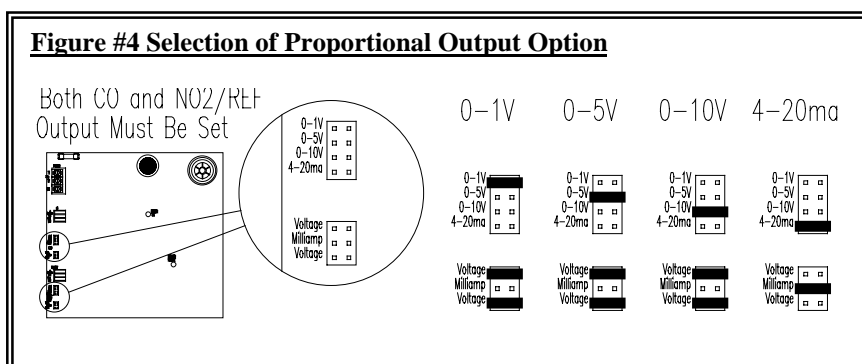 Figure #4 Selection of Proportional Output Option
Both CO and NO2/REF
Output Must Be Set
0-1V
0-5V
0-10V
4-20ma
Voltage
Milliamp
Voltage
0-1V 0-5V 0-10V 4-20ma
0-1V
0-5V
0-10V
4-20ma
0-1V
0-5V
0-10V
4-20ma
0-1V
0-5V
0-10V
4-20ma
0-1V
0-5V
0-10V
4-20ma
Voltage
Milliamp
Voltage
Voltage
Milliamp
Voltage
Voltage
Milliamp
Voltage
Voltage
Milliamp
Voltage